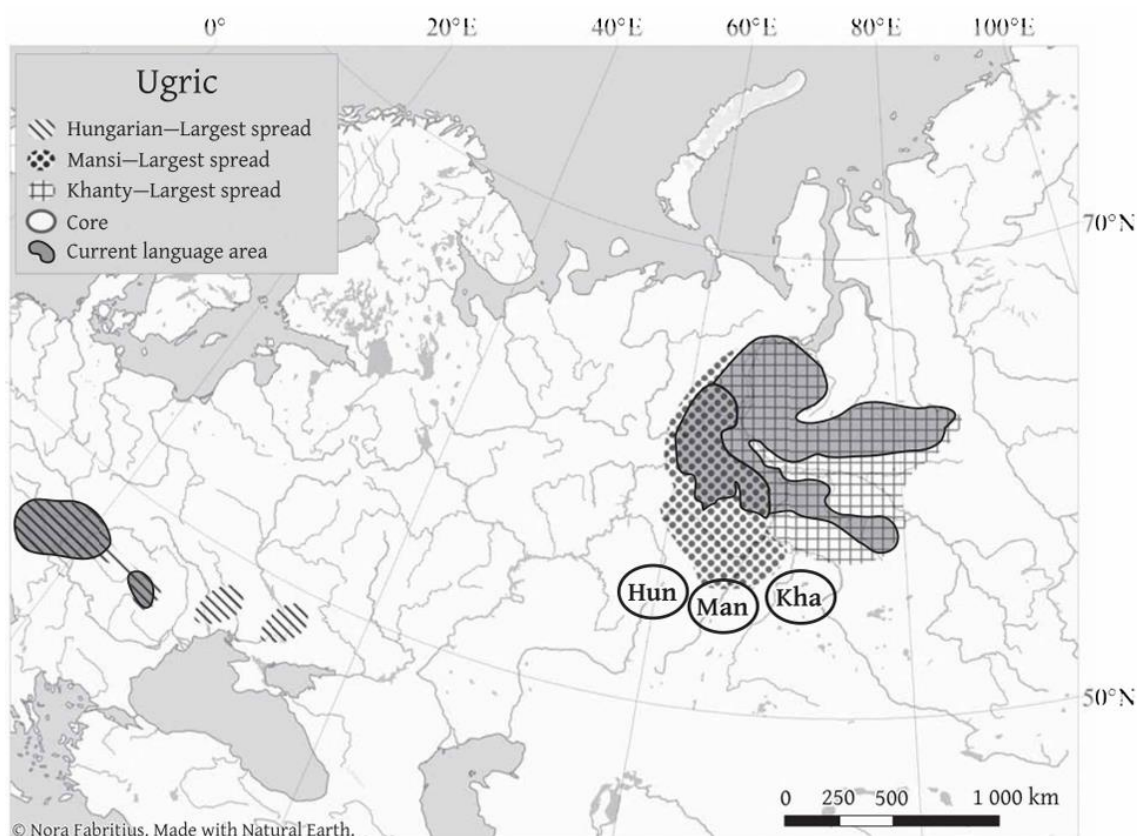 0° 20°E 40°E 60°E 80°E 100°E
Ugric
Hungarian—Largest spread
Mansi—Largest spread
Khanty—Largest spread
Core
Current language area
70°N
Hun Man Kha
50°N
0 250 500 1 000 km
© Nora Fabritius. Made with Natural Earth.